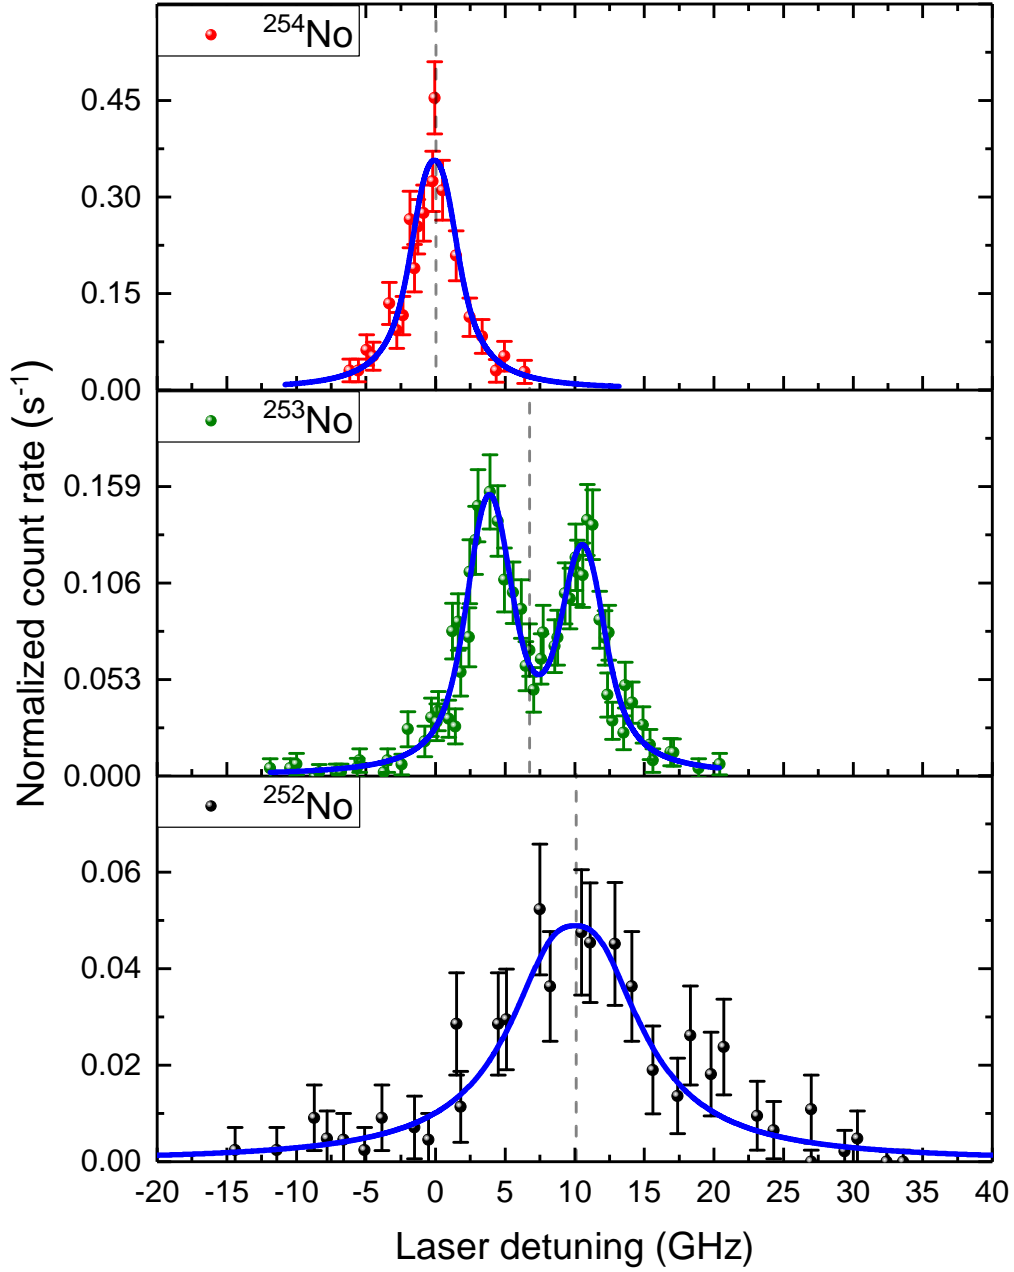 ²⁵⁴No
0.45
0.30
0.15
0.00
²⁵³No
0.159
0.106
0.053
0.000
²⁵²No
0.06
0.04
0.02
0.00
-20 -15 -10 -5 0 5 10 15 20 25 30 35 40
Laser detuning (GHz)
Normalized count rate (s⁻¹)